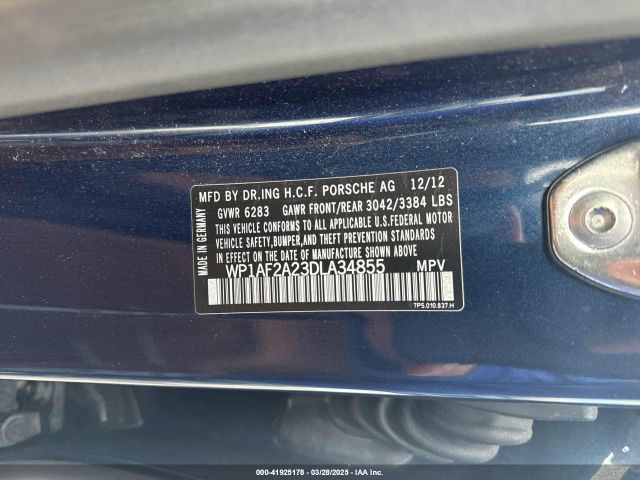 MFD BY DR.ING H.C.F. PORSCHE AG 12/12
GVWR 6283 GAWR FRONT/REAR 3042/3384 LBS
THIS VEHICLE CONFORMS TO ALL APPLICABLE U.S.FEDERAL MOTOR
VEHICLE SAFETY,BUMPER,AND THEFT PREVENTION STANDARDS
IN EFFECT ON THE DATE OF MANUFACTURE SHOWN ABOVE
WP1AF2A23DLA34855 MPV
7P5.010.837.H
MADE IN GERMANY
000-41925178 | 03/28/2025 | IAA Inc.